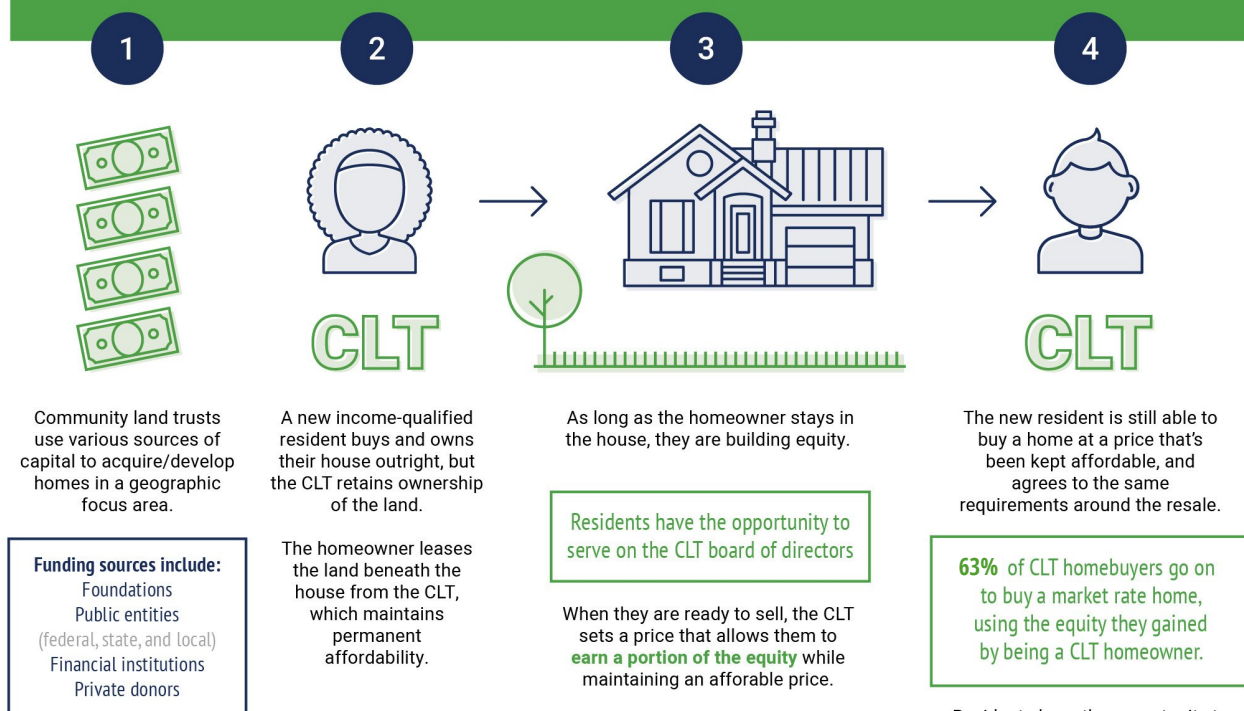 1
Community land trusts
use various sources of
capital to acquire/develop
homes in a geographic
focus area.
Funding sources include:
Foundations
Public entities
(federal, state, and local)
Financial institutions
Private donors
2
CLT
A new income-qualified
resident buys and owns
their house outright, but
the CLT retains ownership
of the land.
The homeowner leases
the land beneath the
house from the CLT,
which maintains
permanent
affordability.
3
As long as the homeowner stays in
the house, they are building equity.
Residents have the opportunity to
serve on the CLT board of directors
When they are ready to sell, the CLT
sets a price that allows them to
earn a portion of the equity while
maintaining an afforable price.
4
CLT
The new resident is still able to
buy a home at a price that's
been kept affordable, and
agrees to the same
requirements around the resale.
63% of CLT homebuyers go on
to buy a market rate home,
using the equity they gained
by being a CLT homeowner.